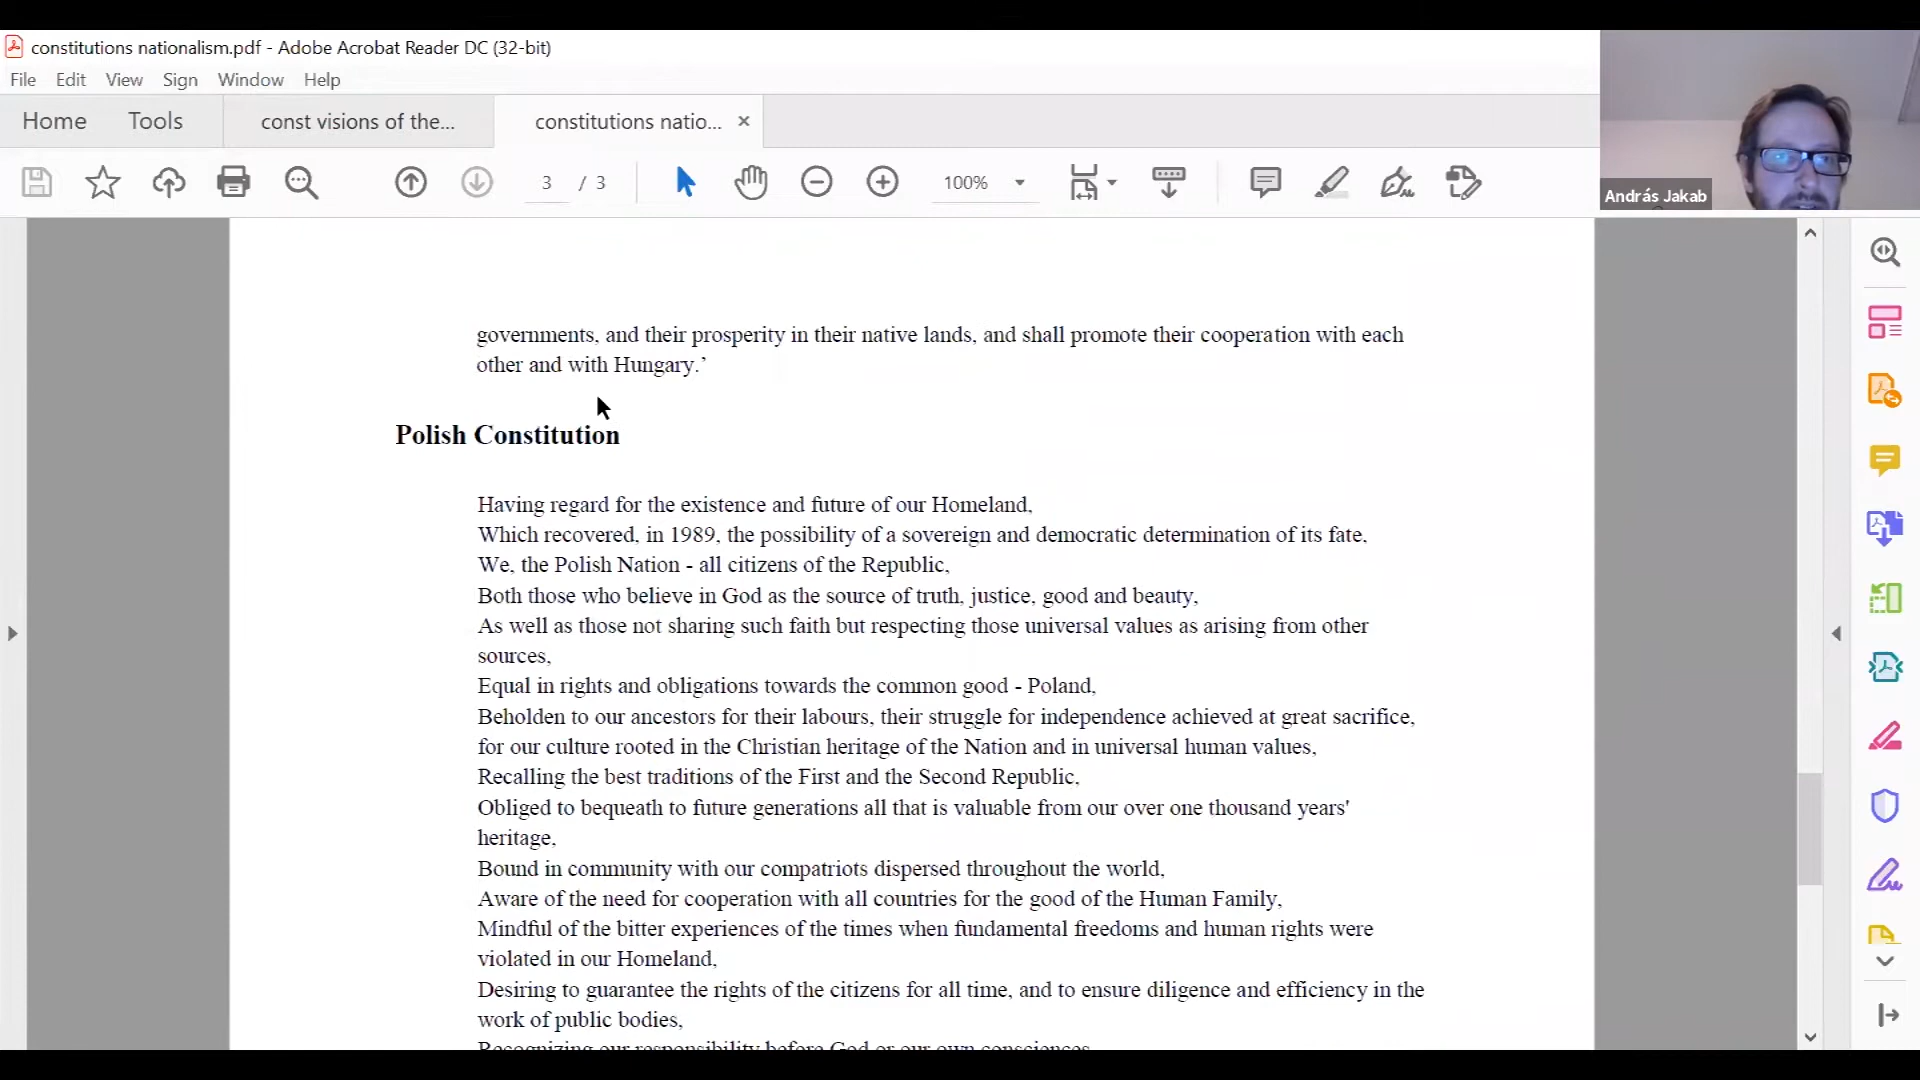 constitutions nationalism.pdf - Adobe Acrobat Reader DC (32-bit)
File Edit View Sign Window Help
Home Tools const visions of the... constitutions natio... ×
3 / 3 100%
András Jakab
governments, and their prosperity in their native lands, and shall promote their cooperation with each
other and with Hungary.’
Polish Constitution
Having regard for the existence and future of our Homeland,
Which recovered, in 1989, the possibility of a sovereign and democratic determination of its fate,
We, the Polish Nation - all citizens of the Republic,
Both those who believe in God as the source of truth, justice, good and beauty,
As well as those not sharing such faith but respecting those universal values as arising from other
sources,
Equal in rights and obligations towards the common good - Poland,
Beholden to our ancestors for their labours, their struggle for independence achieved at great sacrifice,
for our culture rooted in the Christian heritage of the Nation and in universal human values,
Recalling the best traditions of the First and the Second Republic,
Obliged to bequeath to future generations all that is valuable from our over one thousand years'
heritage,
Bound in community with our compatriots dispersed throughout the world,
Aware of the need for cooperation with all countries for the good of the Human Family,
Mindful of the bitter experiences of the times when fundamental freedoms and human rights were
violated in our Homeland,
Desiring to guarantee the rights of the citizens for all time, and to ensure diligence and efficiency in the
work of public bodies,
Recognizing our responsibility before God or our own consciences,